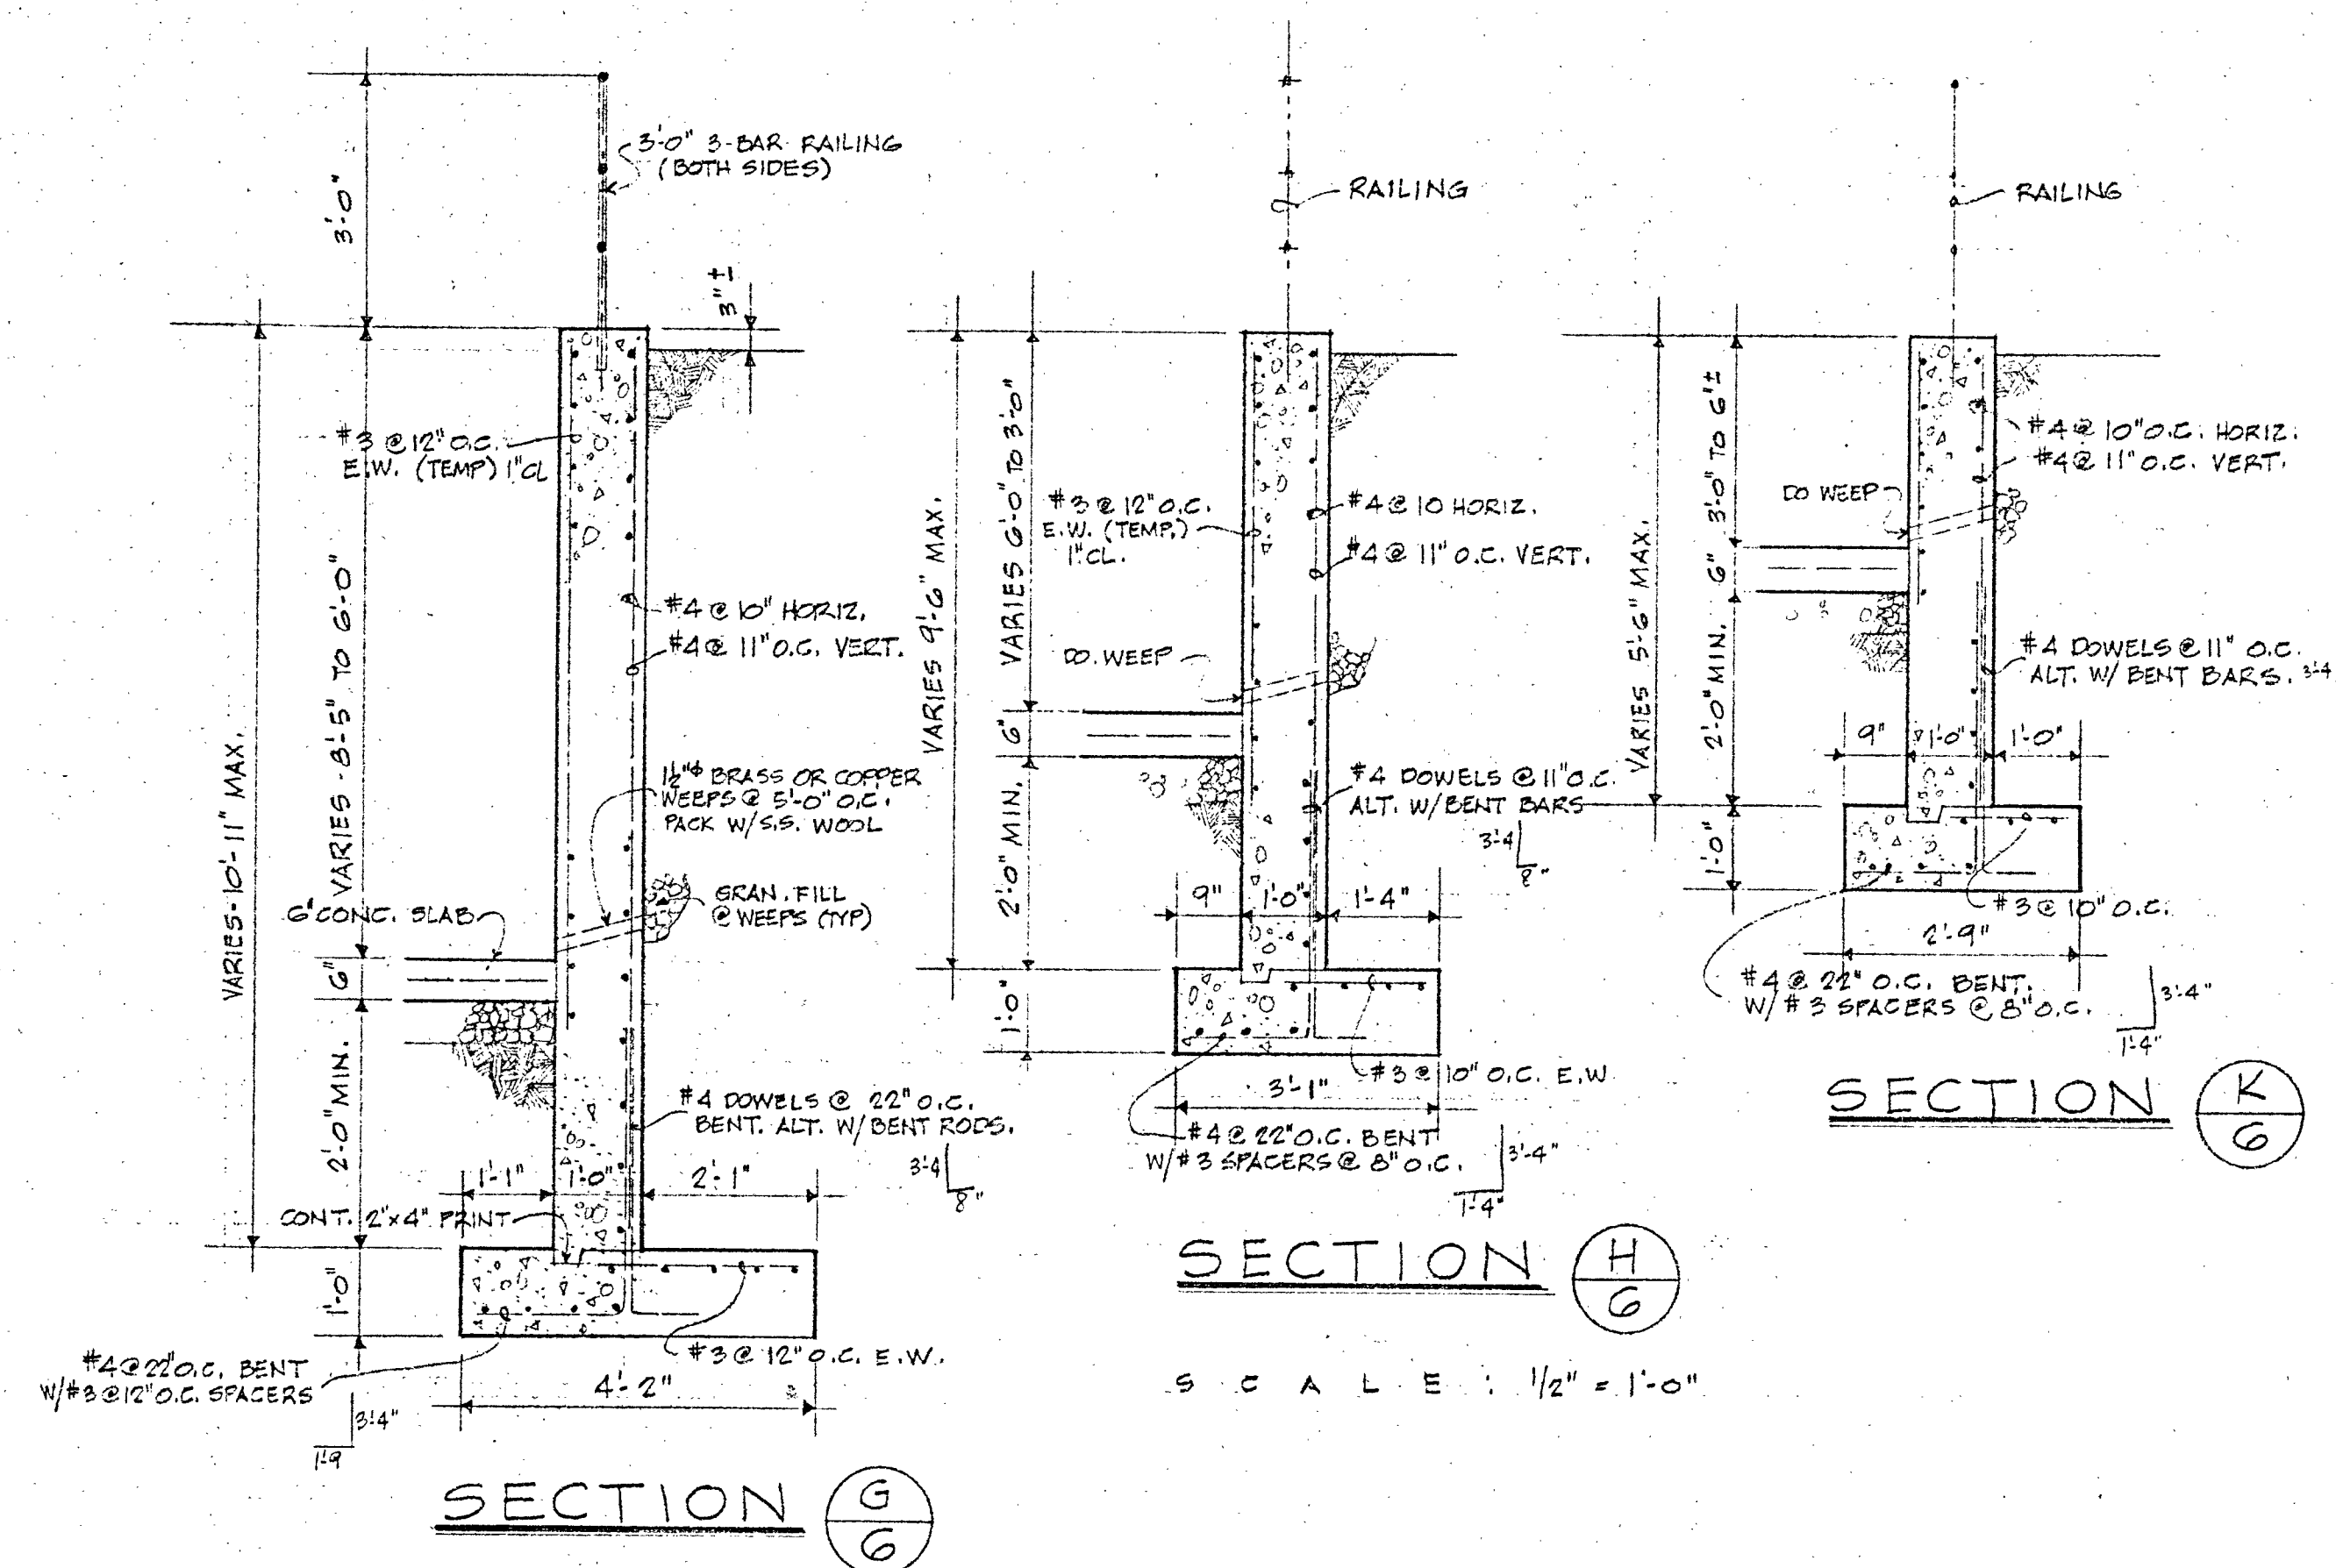 3'-0"
3'-0" 3-BAR RAILING
(BOTH SIDES)
3" ±
#3 @ 12" O.C.
E.W. (TEMP) 1" CL
VARIES-10'-11" MAX.
VARIES-8'-5" TO 6'-0"
#4 @ 10" HORIZ.
#4 @ 11" O.C. VERT.
1½"φ BRASS OR COPPER
WEEPS @ 5'-0" O.C.
PACK W/S.S. WOOL
GRAN. FILL
@ WEEPS (TYP)
6" CONC. SLAB
6"
2'-0" MIN.
#4 DOWELS @ 22" O.C.
BENT. ALT. W/BENT RODS.
3'-4
8"
1'-1"
1'-0"
2'-1"
CONT. 2"x4" PRINT
1'-0"
#4 @ 22" O.C. BENT
W/#3 @ 12" O.C. SPACERS
3'-4"
1'-9
#3 @ 12" O.C. E.W.
4'-2"
SECTION G
6
RAILING
VARIES 9'-6" MAX.
VARIES 6'-0" TO 3'-0"
#3 @ 12" O.C.
E.W. (TEMP.)
1" CL.
#4 @ 10 HORIZ.
#4 @ 11" O.C. VERT.
DO. WEEP
6"
2'-0" MIN.
#4 DOWELS @ 11" O.C.
ALT. W/BENT BARS
3'-4
8"
9"
1'-0"
1'-4"
1'-0"
#3 @ 10" O.C. E.W.
3'-1"
#4 @ 22" O.C. BENT
W/#3 SPACERS @ 8" O.C.
3'-4"
1'-4"
SECTION H
6
SCALE: 1/2" = 1'-0"
RAILING
VARIES 5'-6" MAX.
3'-0" TO 6"±
#4 @ 10" O.C. HORIZ.
#4 @ 11" O.C. VERT.
DO WEEP
6"
2'-0" MIN.
#4 DOWELS @ 11" O.C.
ALT. W/ BENT BARS. 3'-4
9"
1'-0"
1'-0"
1'-0"
#3 @ 10" O.C.
2'-9"
#4 @ 22" O.C. BENT.
W/ #3 SPACERS @ 8" O.C.
3'-4"
1'-4"
SECTION K
6